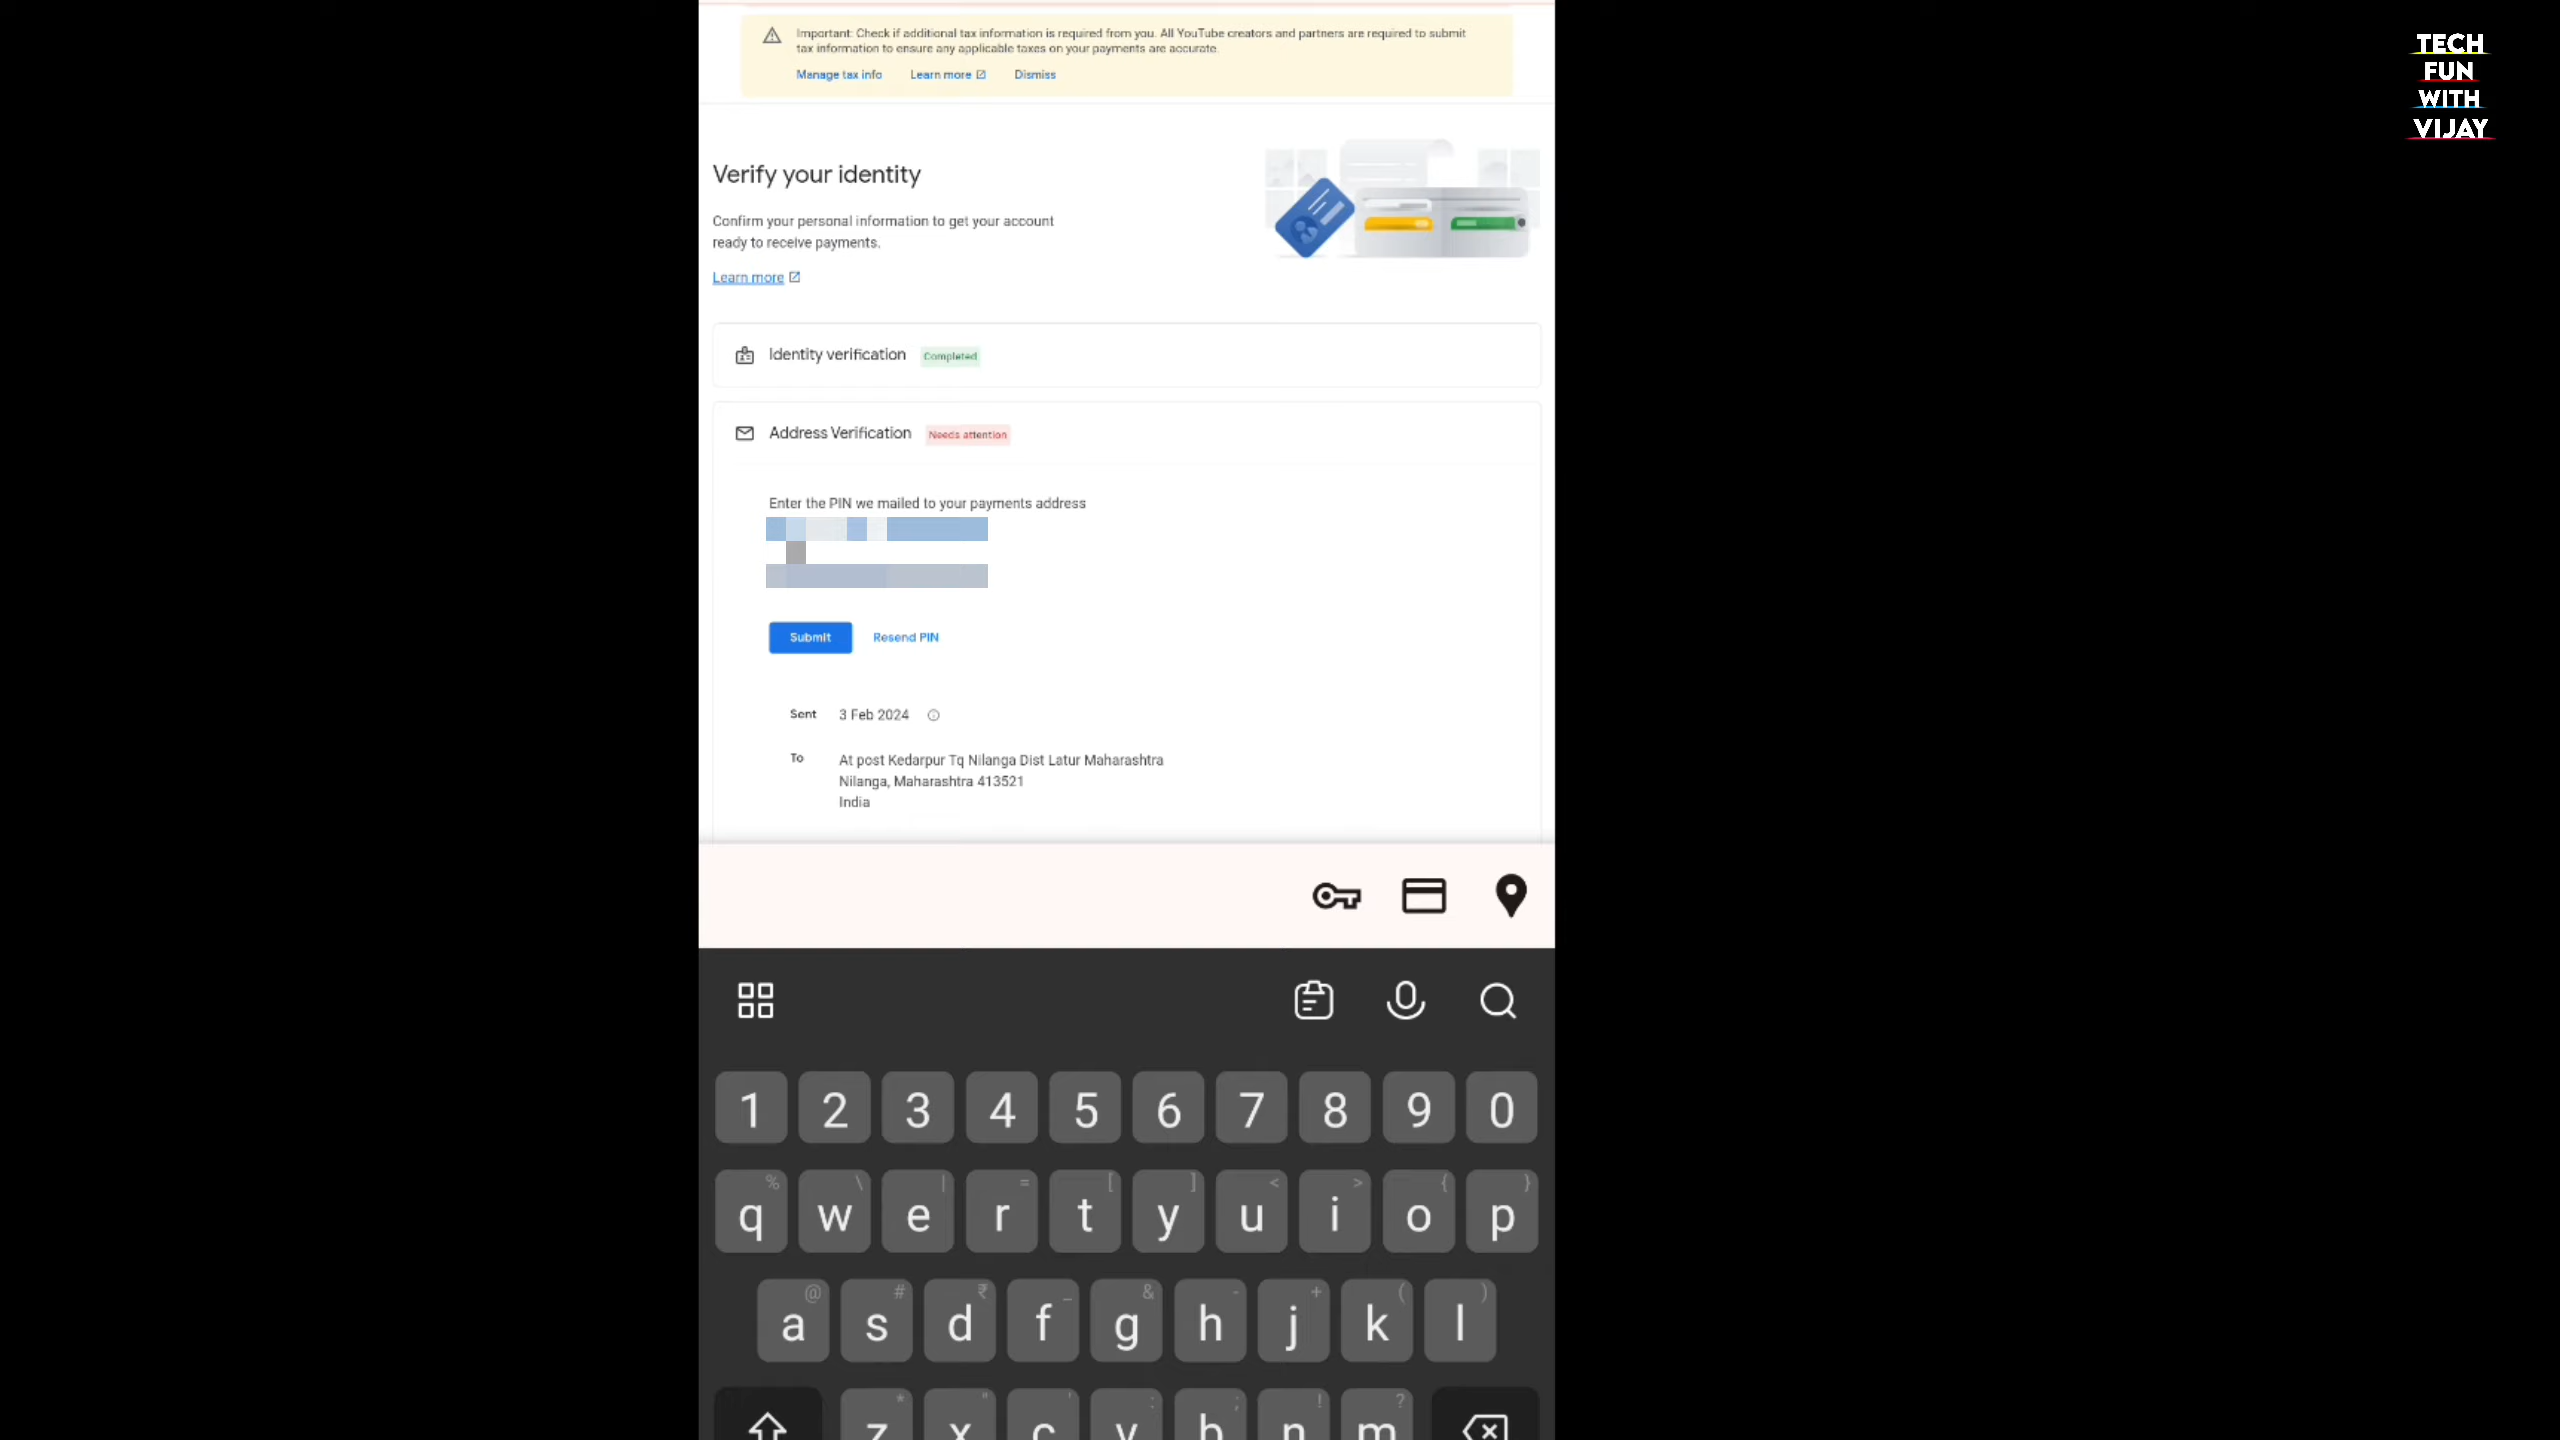 Important: Check if additional tax information is required from you. All YouTube creators and partners are required to submit
tax information to ensure any applicable taxes on your payments are accurate.
Manage tax info Learn more Dismiss
TECH
FUN
WITH
VIJAY
Verify your identity
Confirm your personal information to get your account
ready to receive payments.
Learn more
Identity verification Completed
Address Verification Needs attention
Enter the PIN we mailed to your payments address
Submit Resend PIN
Sent 3 Feb 2024
To At post Kedarpur Tq Nilanga Dist Latur Maharashtra
Nilanga, Maharashtra 413521
India
1 2 3 4 5 6 7 8 9 0
% \ | = [ ] < > { }
q w e r t y u i o p
@ # ₹ _ & - + ( )
a s d f g h j k l
* " ' : ; ! ?
z x c v b n m